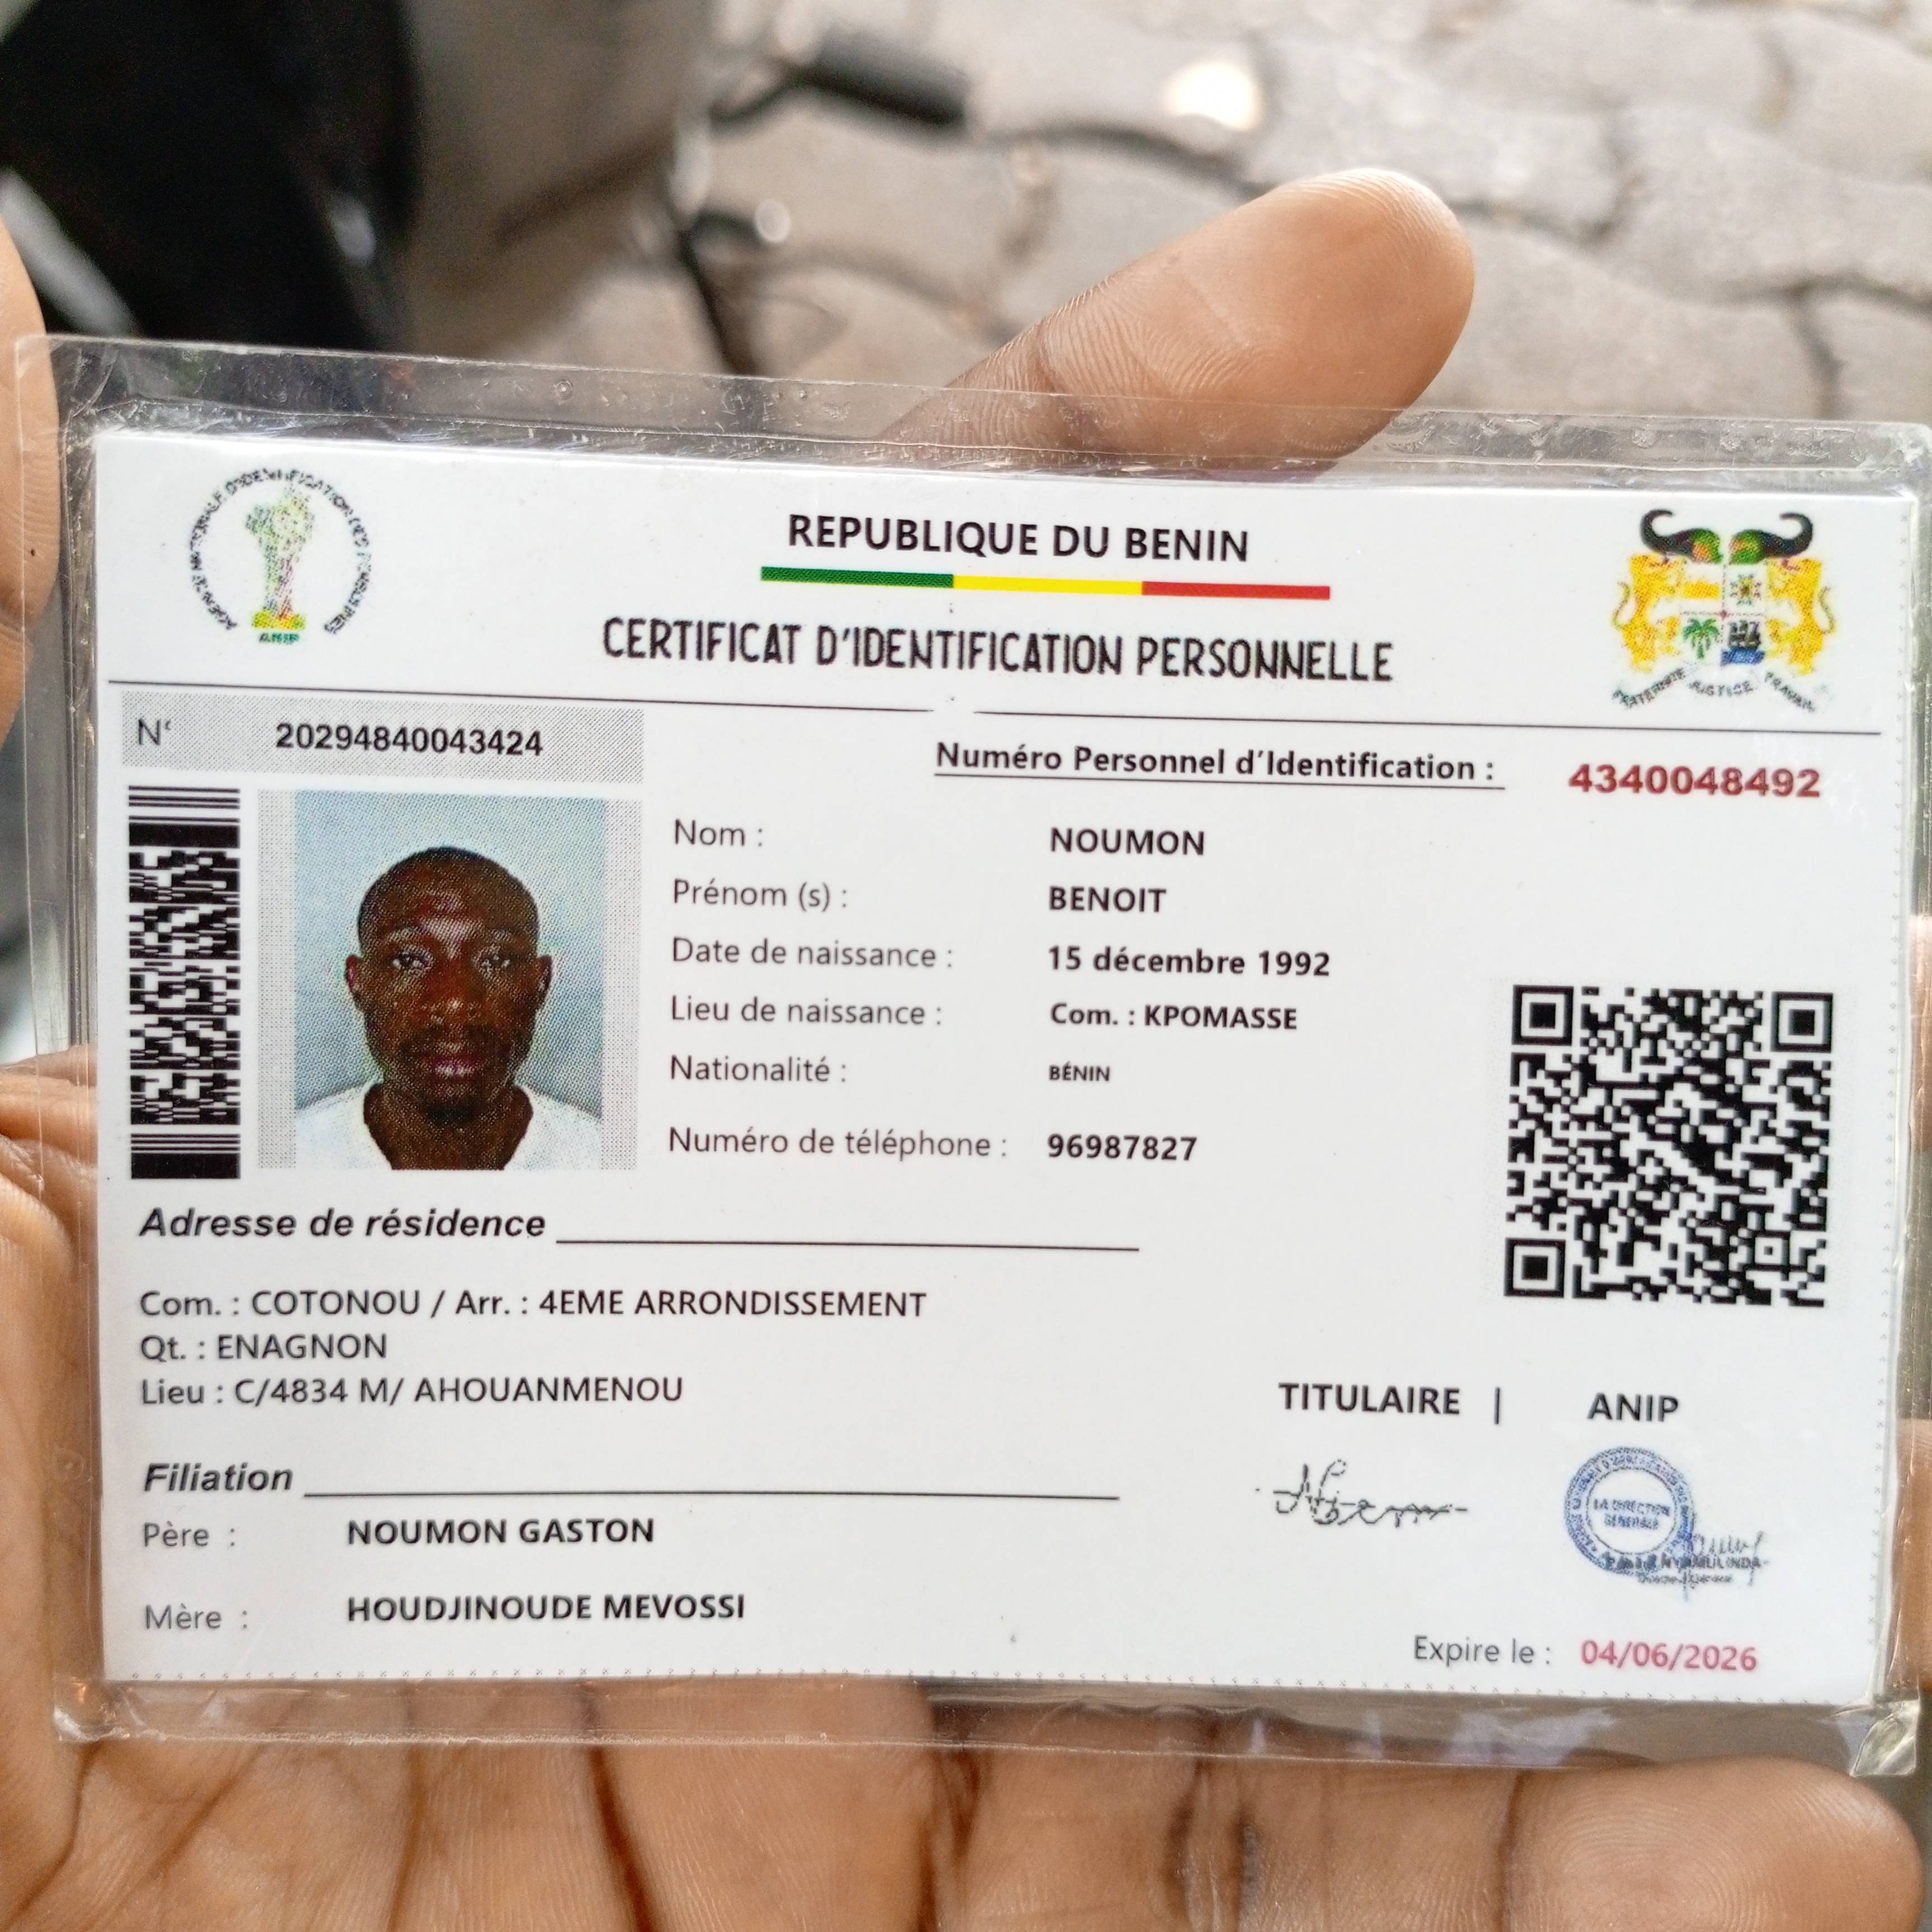 AGENCE NATIONALE D'IDENTIFICATION DES PERSONNES
ANIP
REPUBLIQUE DU BENIN
CERTIFICAT D'IDENTIFICATION PERSONNELLE
FRATERNITE JUSTICE TRAVAIL
N° 20294840043424
Numéro Personnel d'Identification : 4340048492
Nom : NOUMON
Prénom (s) : BENOIT
Date de naissance : 15 décembre 1992
Lieu de naissance : Com. : KPOMASSE
Nationalité : BÉNIN
Numéro de téléphone : 96987827
Adresse de résidence
Com. : COTONOU / Arr. : 4EME ARRONDISSEMENT
Qt. : ENAGNON
Lieu : C/4834 M/ AHOUANMENOU
Filiation
Père : NOUMON GASTON
Mère : HOUDJINOUDE MEVOSSI
TITULAIRE | ANIP
LA DIRECTION
GENERALE
Expire le : 04/06/2026